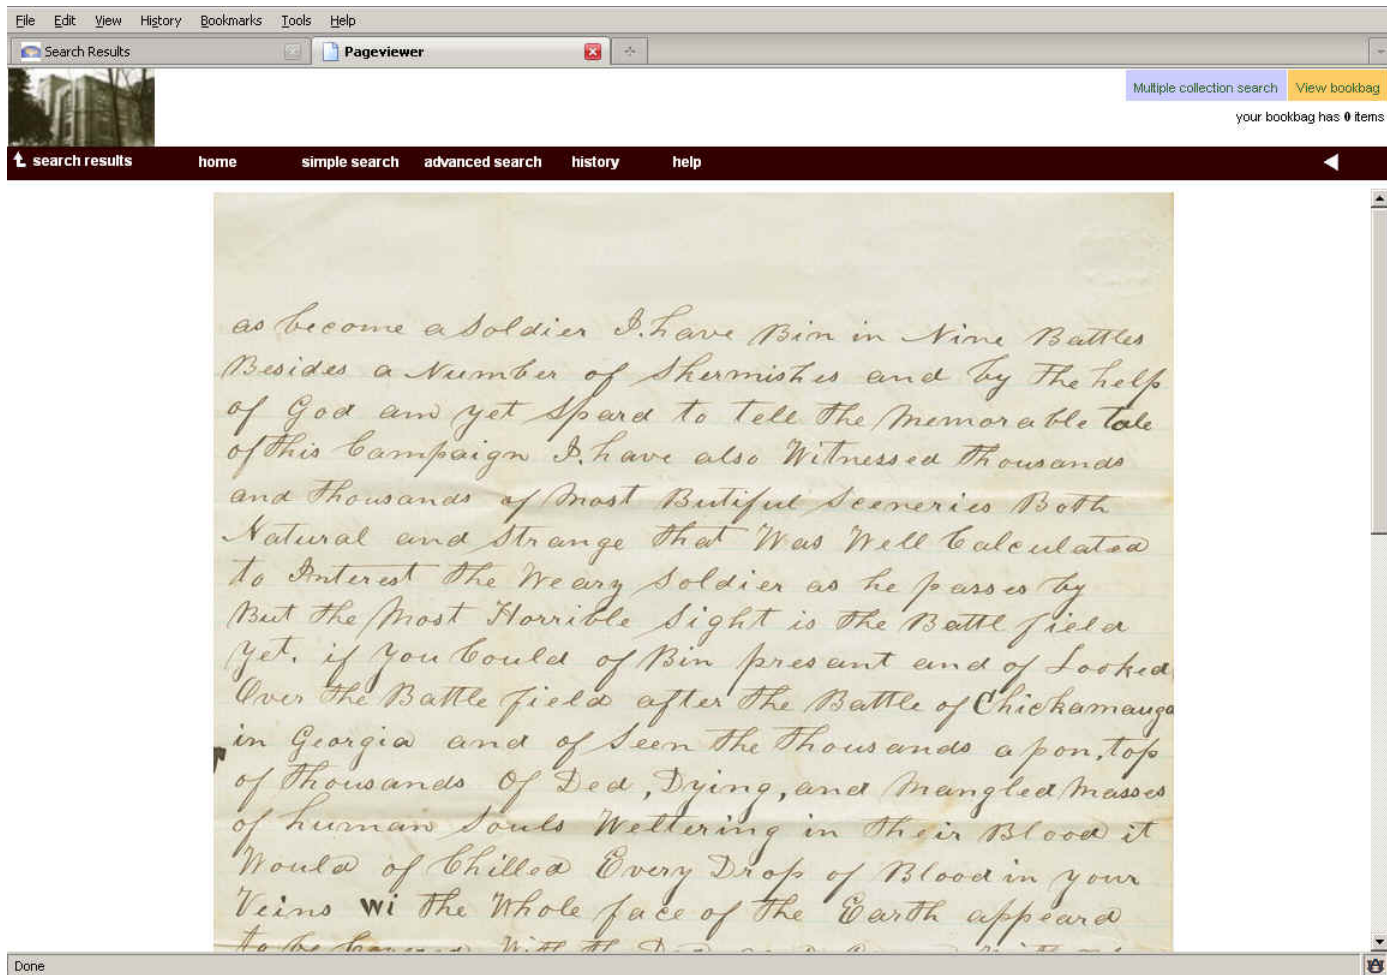 File Edit View History Bookmarks Tools Help
Search Results Pageviewer
Multiple collection search View bookbag
your bookbag has 0 items
search results home simple search advanced search history help
as become a Soldier I. have Bin in Nine Battles
Besides a Number of Skermishes and by the help
of God am yet Spard to tell the Memorable tale
of this Campaign I. have also Witnessed thousands
and thousands of Most Butiful Sceneries Both
Natural and Strange that Was Well Calculated
to Interest the Weary Soldier as he passes by
But the Most Horrible Sight is the Battl field
yet. if you Could of Bin presant and of Looked
Over the Battle field after the Battle of Chickamauga
in Georgia and of Seen the thousands apon, top
of thousands Of Ded, Dying, and Mangled Masses
of human Souls Weltering in their Blood it
Would of Chilled Every Drop of Blood in your
Veins wi the Whole face of the Earth appeard
to be With
Done